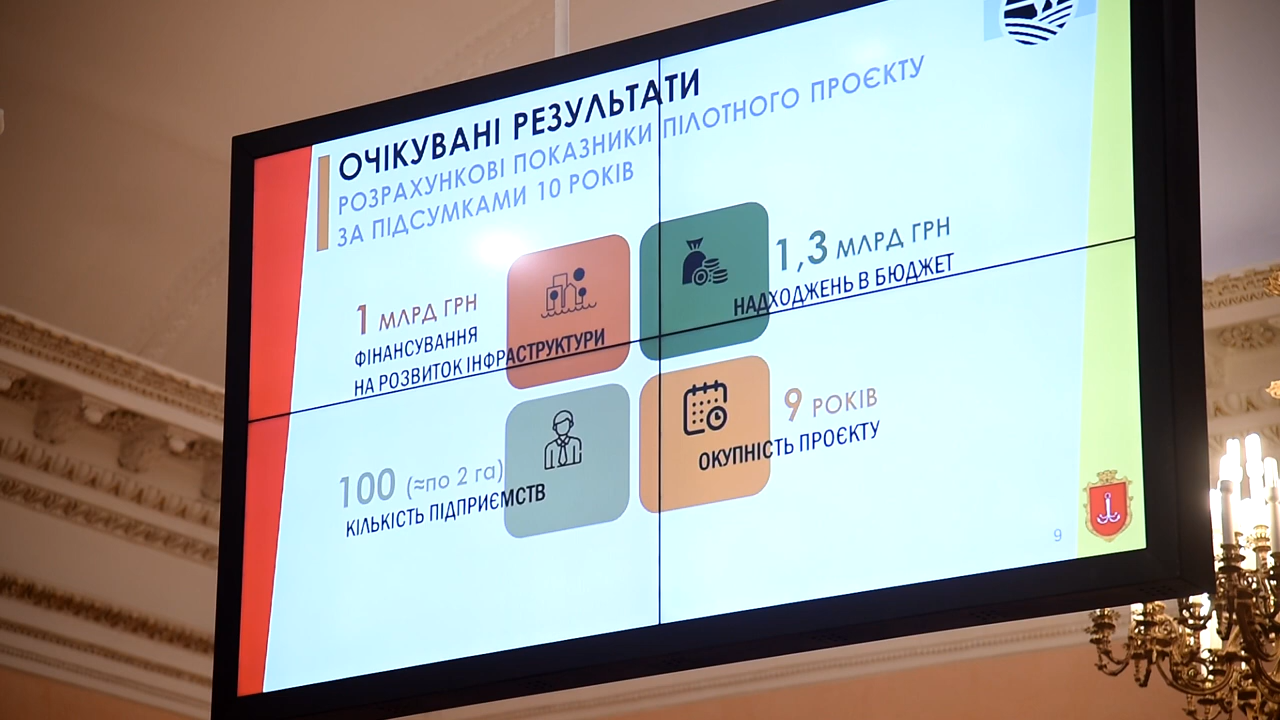 ОЧІКУВАНІ РЕЗУЛЬТАТИ
РОЗРАХУНКОВІ ПОКАЗНИКИ ПІЛОТНОГО ПРОЄКТУ
ЗА ПІДСУМКАМИ 10 РОКІВ
1 МЛРД ГРН
ФІНАНСУВАННЯ
НА РОЗВИТОК ІНФРАСТРУКТУРИ
1,3 МЛРД ГРН
НАДХОДЖЕНЬ В БЮДЖЕТ
100 (≈по 2 га)
КІЛЬКІСТЬ ПІДПРИЄМСТВ
9 РОКІВ
ОКУПНІСТЬ ПРОЄКТУ
9